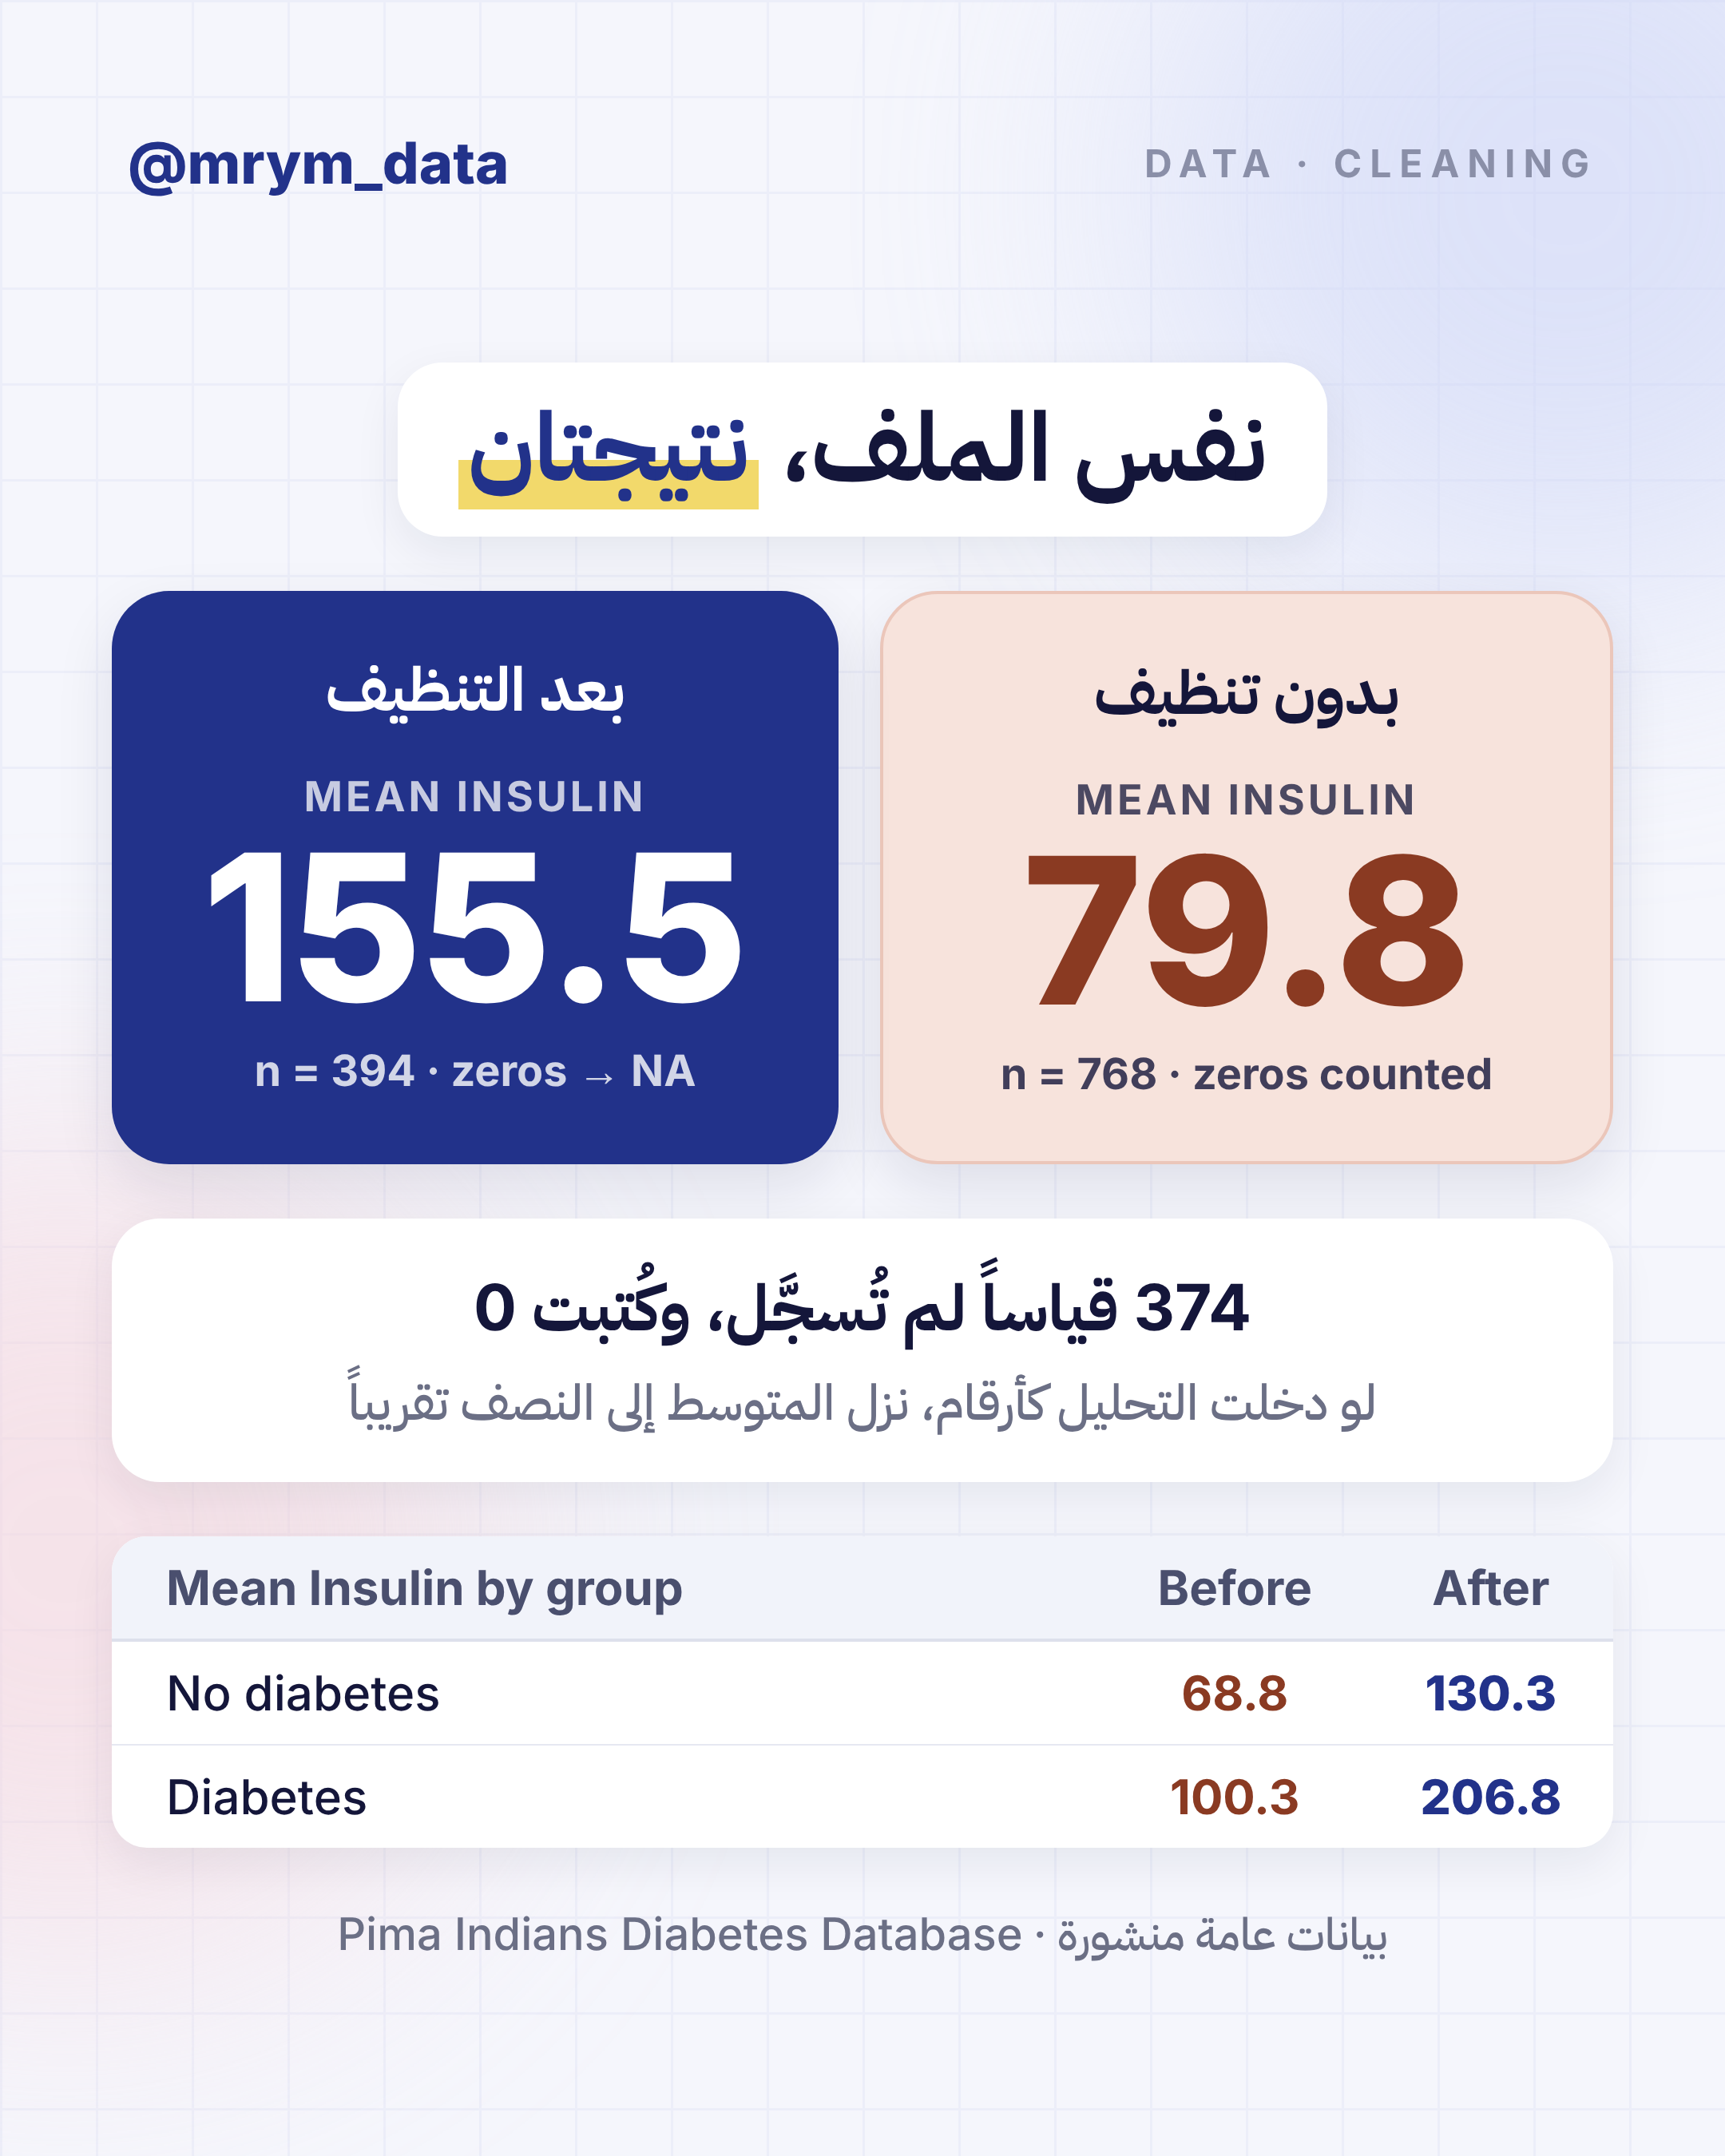 @mrym_data
DATA · CLEANING
نفس الملف، نتيجتان
بدون تنظيف
MEAN INSULIN
79.8
n = 768 · zeros counted
بعد التنظيف
MEAN INSULIN
155.5
n = 394 · zeros → NA
374 قياساً لم تُسجَّل، وكُتبت 0
لو دخلت التحليل كأرقام، نزل المتوسط إلى النصف تقريباً
Mean Insulin by group Before After
No diabetes 68.8 130.3
Diabetes 100.3 206.8
Pima Indians Diabetes Database · بيانات عامة منشورة